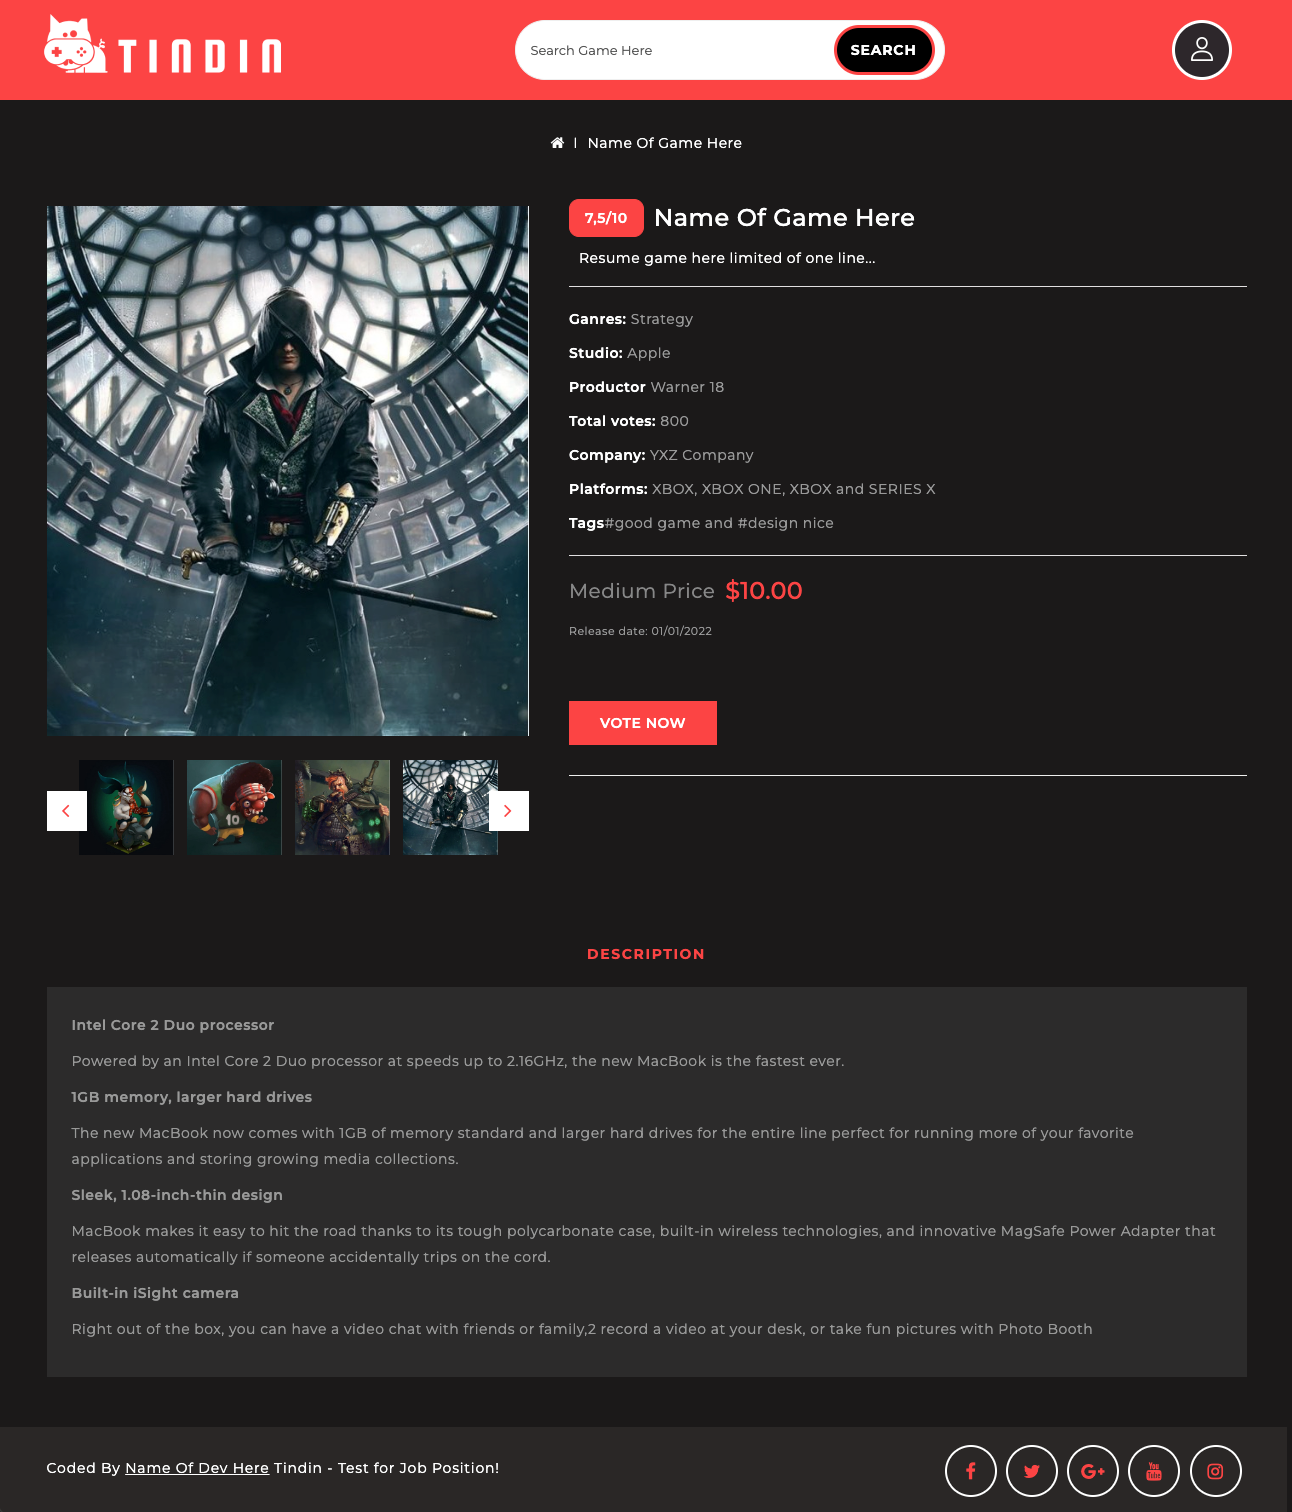 TINDIN
Search Game Here
SEARCH
I Name Of Game Here
7,5/10 Name Of Game Here
Resume game here limited of one line...
Ganres: Strategy
Studio: Apple
Productor Warner 18
Total votes: 800
Company: YXZ Company
Platforms: XBOX, XBOX ONE, XBOX and SERIES X
Tags#good game and #design nice
Medium Price $10.00
Release date: 01/01/2022
VOTE NOW
10
DESCRIPTION
Intel Core 2 Duo processor
Powered by an Intel Core 2 Duo processor at speeds up to 2.16GHz, the new MacBook is the fastest ever.
1GB memory, larger hard drives
The new MacBook now comes with 1GB of memory standard and larger hard drives for the entire line perfect for running more of your favorite
applications and storing growing media collections.
Sleek, 1.08-inch-thin design
MacBook makes it easy to hit the road thanks to its tough polycarbonate case, built-in wireless technologies, and innovative MagSafe Power Adapter that
releases automatically if someone accidentally trips on the cord.
Built-in iSight camera
Right out of the box, you can have a video chat with friends or family,2 record a video at your desk, or take fun pictures with Photo Booth
Coded By Name Of Dev Here Tindin - Test for Job Position!
G+
You
Tube